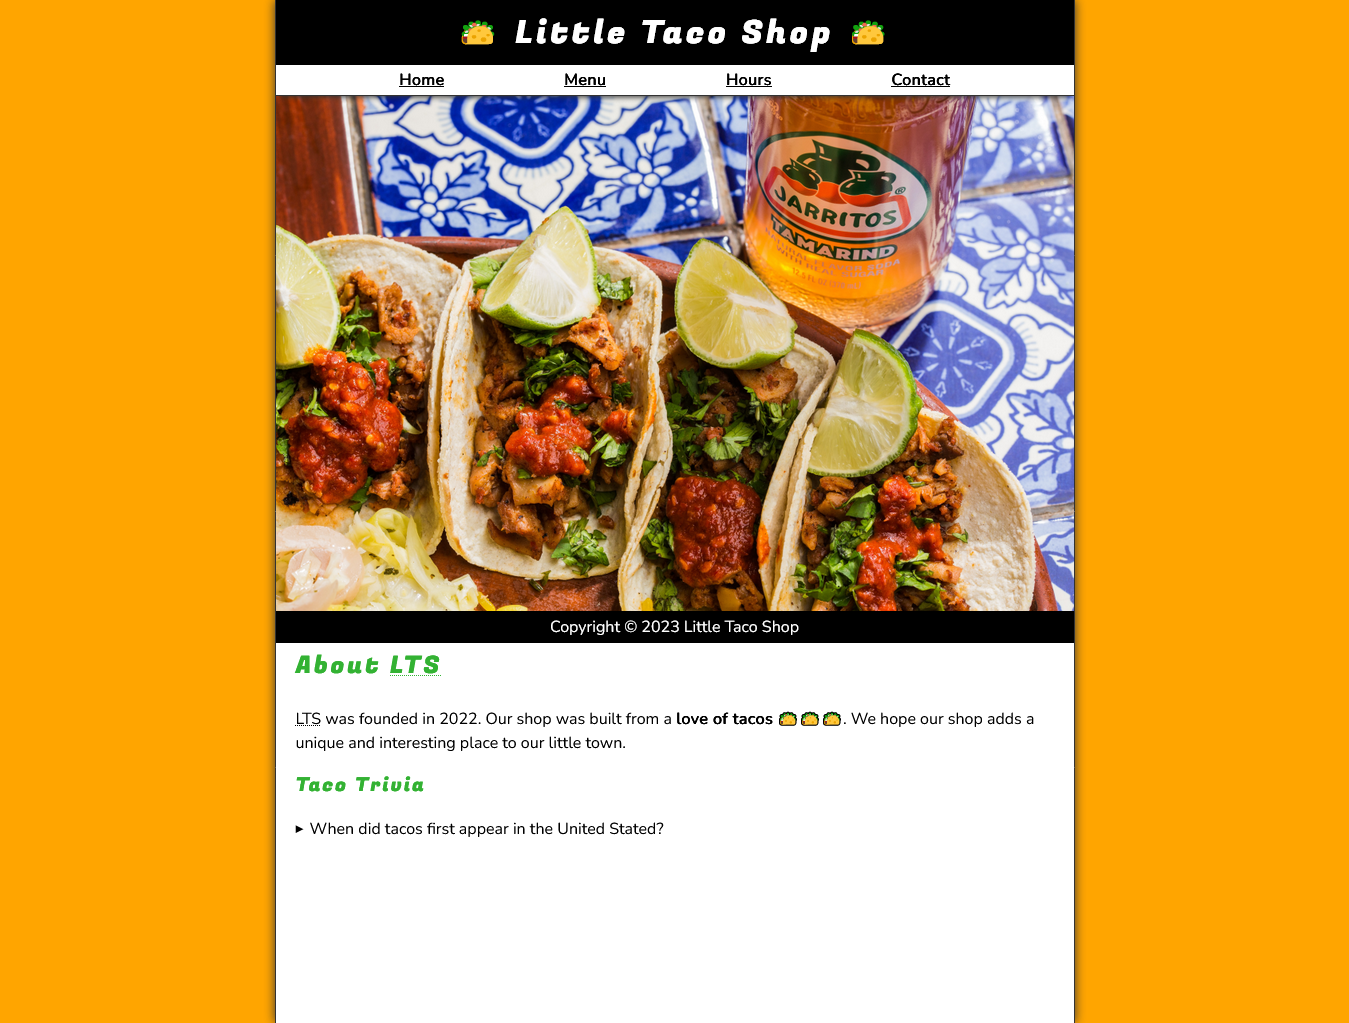 🌮 Little Taco Shop 🌮
Home Menu Hours Contact
JARRITOS ®
TAMARIND
Copyright © 2023 Little Taco Shop
About LTS
LTS was founded in 2022. Our shop was built from a love of tacos 🌮🌮🌮. We hope our shop adds a
unique and interesting place to our little town.
Taco Trivia
▸ When did tacos first appear in the United Stated?